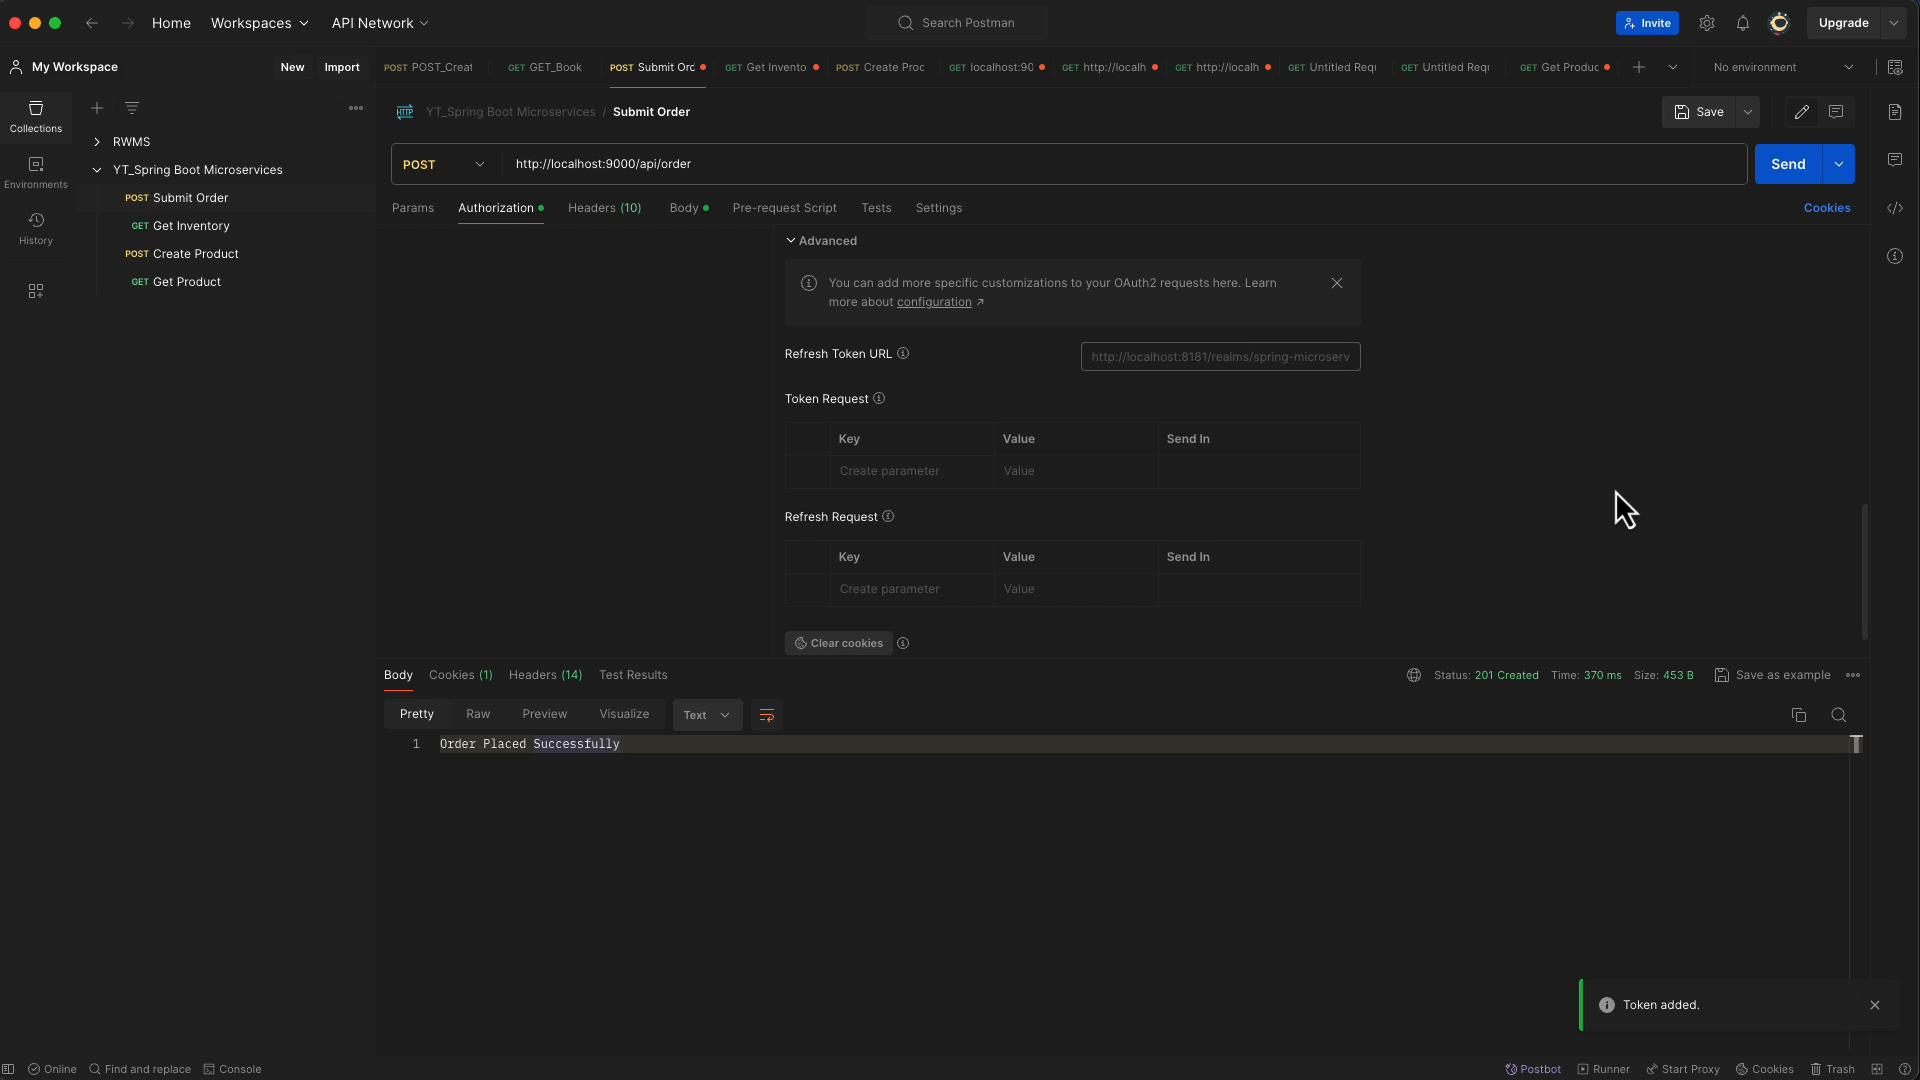 Home Workspaces API Network Search Postman Invite Upgrade
My Workspace New Import POST POST_Creat GET GET_Book POST Submit Orc GET Get Invento POST Create Proc GET localhost:90 GET http://localh GET http://localh GET Untitled Requ GET Untitled Requ GET Get Produc No environment
Collections
Environments
History
RWMS
YT_Spring Boot Microservices
POST Submit Order
GET Get Inventory
POST Create Product
GET Get Product
HTTP YT_Spring Boot Microservices / Submit Order Save
POST http://localhost:9000/api/order Send
Params Authorization Headers (10) Body Pre-request Script Tests Settings Cookies
Advanced
You can add more specific customizations to your OAuth2 requests here. Learn
more about configuration ↗
Refresh Token URL http://localhost:8181/realms/spring-microserv
Token Request
Key Value Send In
Create parameter Value
Refresh Request
Key Value Send In
Create parameter Value
Clear cookies
Body Cookies (1) Headers (14) Test Results Status: 201 Created Time: 370 ms Size: 453 B Save as example
Pretty Raw Preview Visualize Text
1 Order Placed Successfully
Token added.
Online Find and replace Console Postbot Runner Start Proxy Cookies Trash